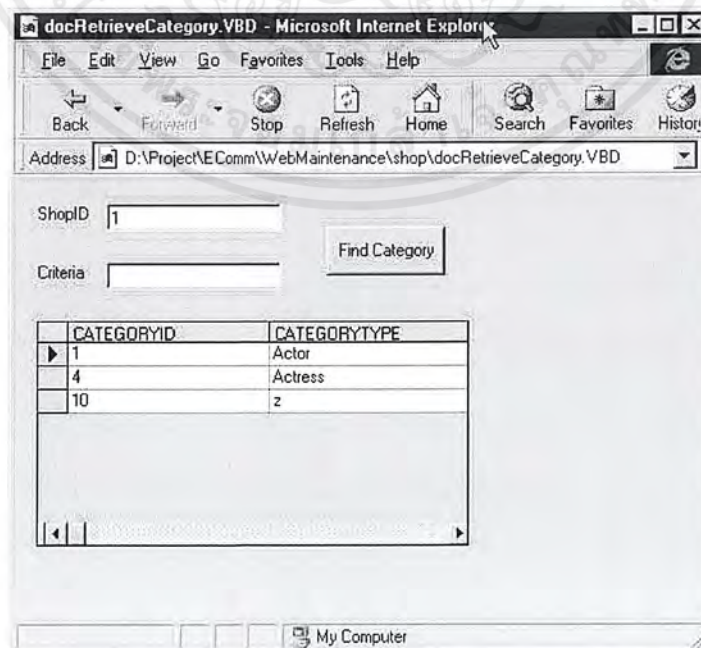 docRetrieveCategory.VBD - Microsoft Internet Explorer
File Edit View Go Favorites Tools Help
Back Forward Stop Refresh Home Search Favorites History
Address D:\Project\EComm\WebMaintenance\shop\docRetrieveCategory.VBD
ShopID 1
Find Category
Criteria
CATEGORYID CATEGORYTYPE
1 Actor
4 Actress
10 z
My Computer